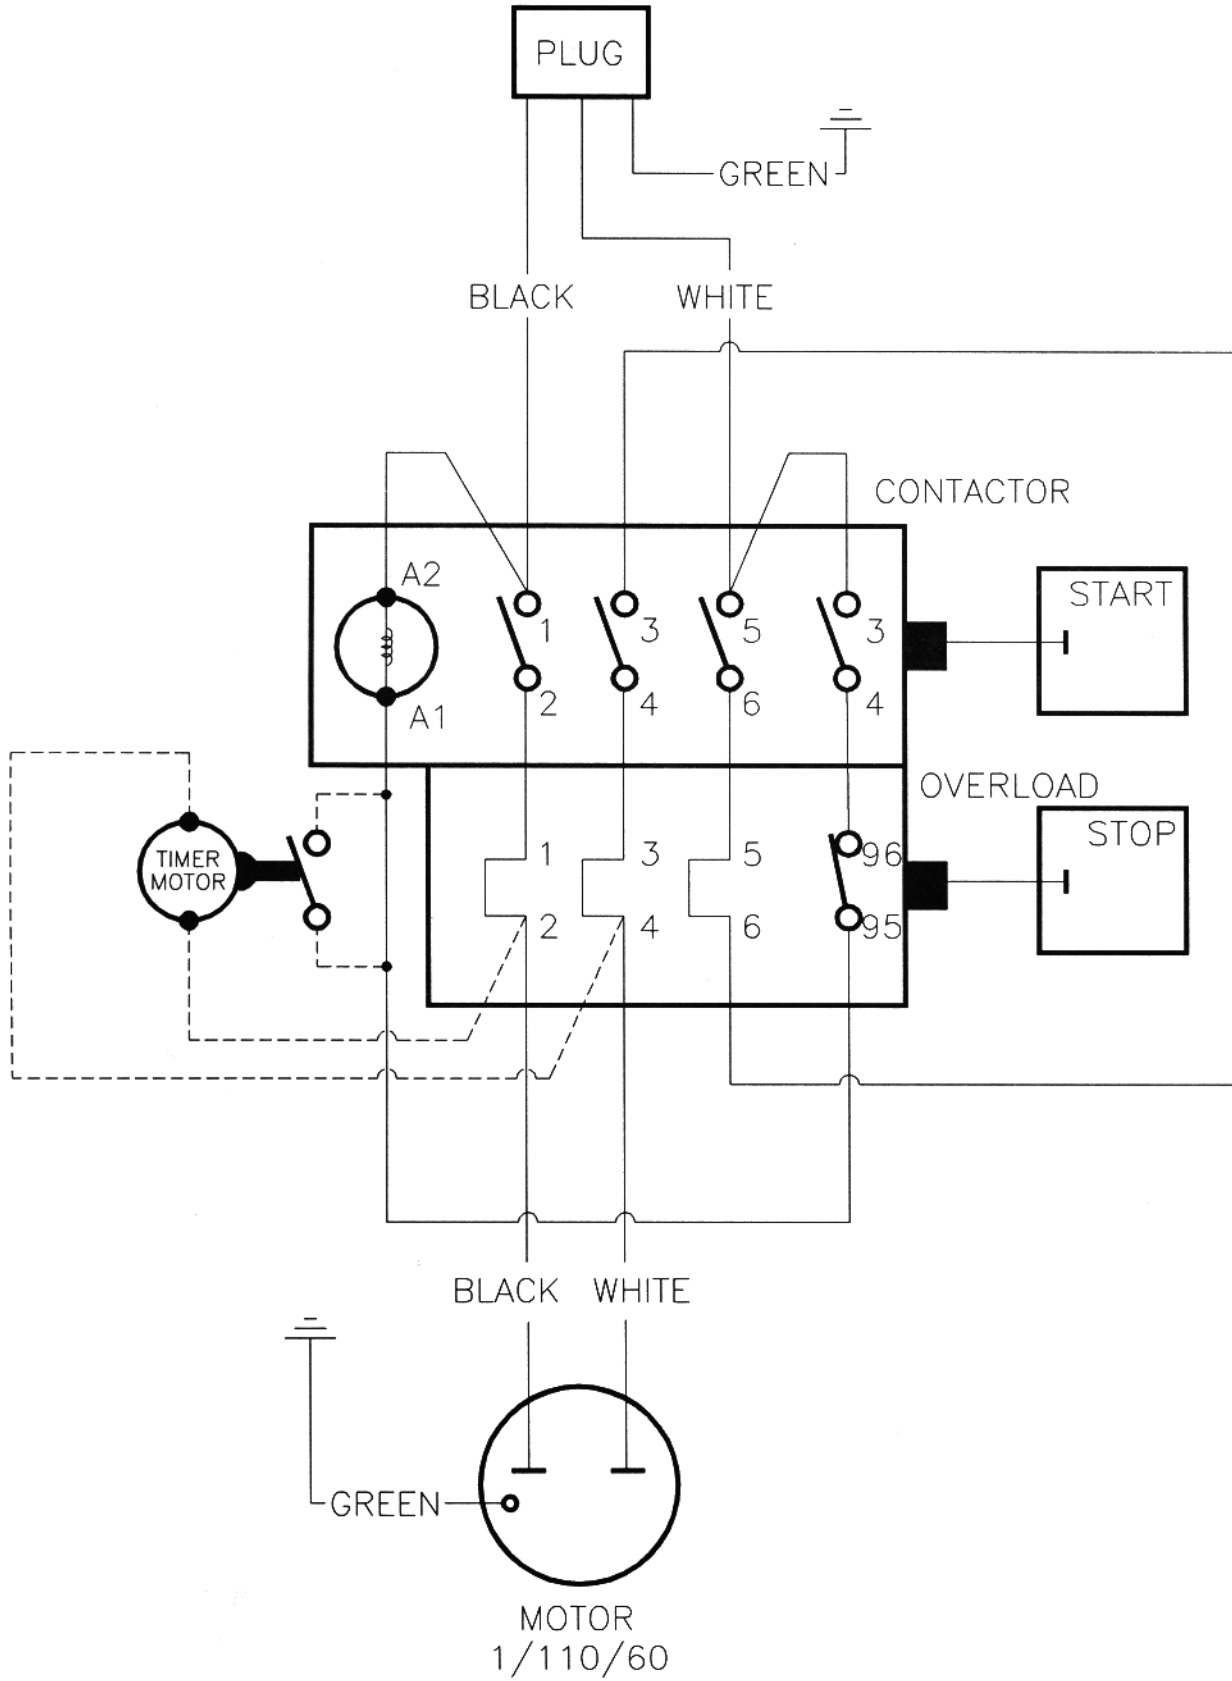 PLUG
GREEN
BLACK WHITE
CONTACTOR
A2
START
1 3 5 3
2 4 6 4
A1
OVERLOAD
STOP
TIMER
MOTOR
1 3 5 96
2 4 6 95
BLACK WHITE
GREEN
MOTOR
1/110/60